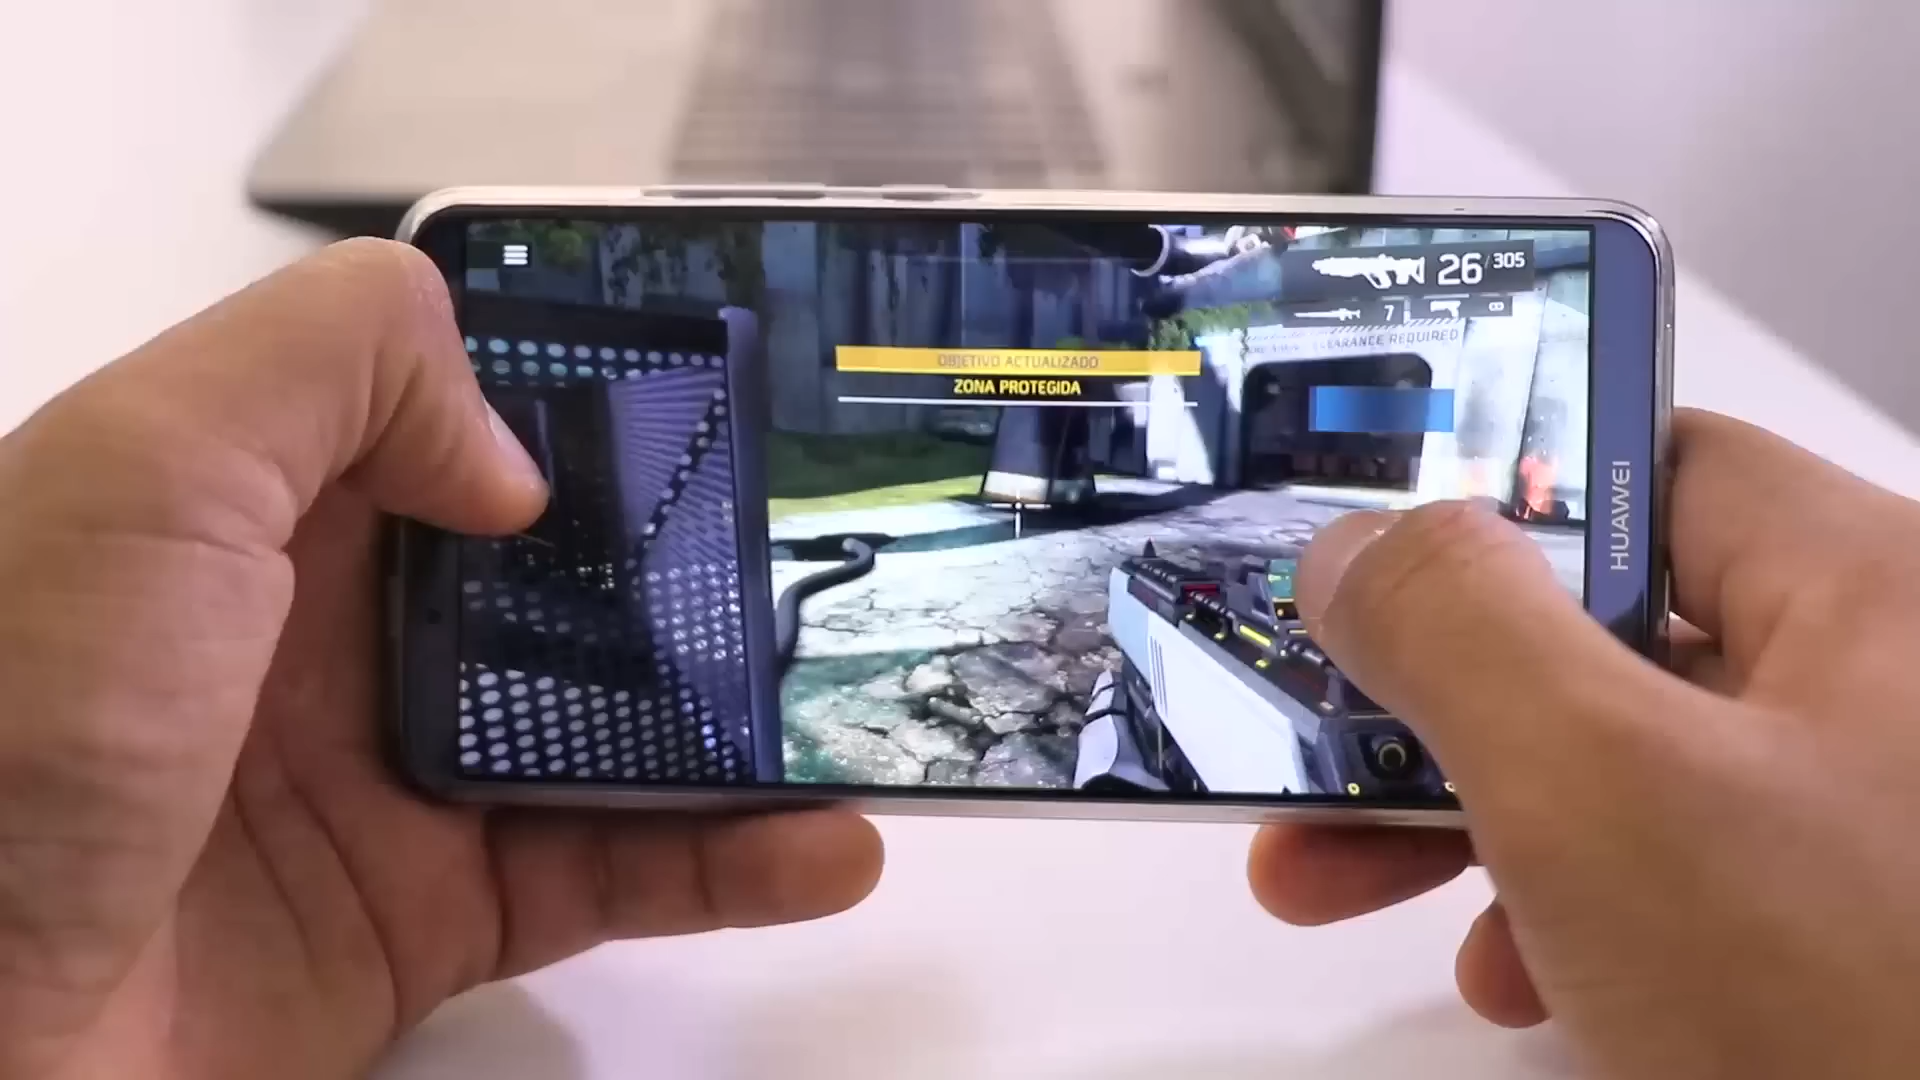 26/305
7
CLEARANCE REQUIRED
OBJETIVO ACTUALIZADO
ZONA PROTEGIDA
HUAWEI